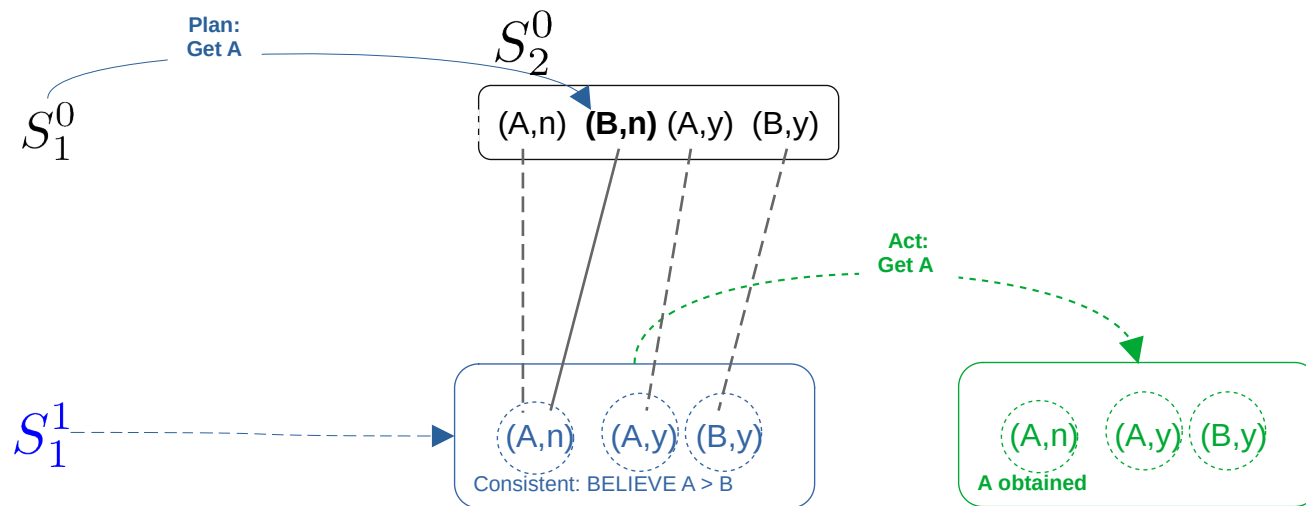 Plan:
Get A
$S_2^0$
$S_1^0$
(A,n) (B,n) (A,y) (B,y)
Act:
Get A
$S_1^1$
(A,n) (A,y) (B,y)
Consistent: BELIEVE A > B
(A,n) (A,y) (B,y)
A obtained